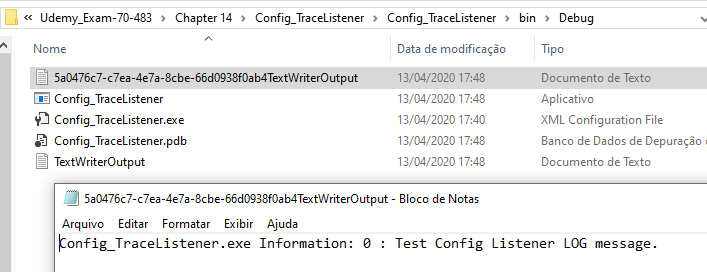 « Udemy_Exam-70-483 › Chapter 14 › Config_TraceListener › Config_TraceListener › bin › Debug
Nome Data de modificação Tipo
5a0476c7-c7ea-4e7a-8cbe-66d0938f0ab4TextWriterOutput 13/04/2020 17:48 Documento de Texto
Config_TraceListener 13/04/2020 17:48 Aplicativo
Config_TraceListener.exe 13/04/2020 17:40 XML Configuration File
Config_TraceListener.pdb 13/04/2020 17:48 Banco de Dados de Depuração d
TextWriterOutput 13/04/2020 17:48 Documento de Texto
5a0476c7-c7ea-4e7a-8cbe-66d0938f0ab4TextWriterOutput - Bloco de Notas
Arquivo Editar Formatar Exibir Ajuda
Config_TraceListener.exe Information: 0 : Test Config Listener LOG message.